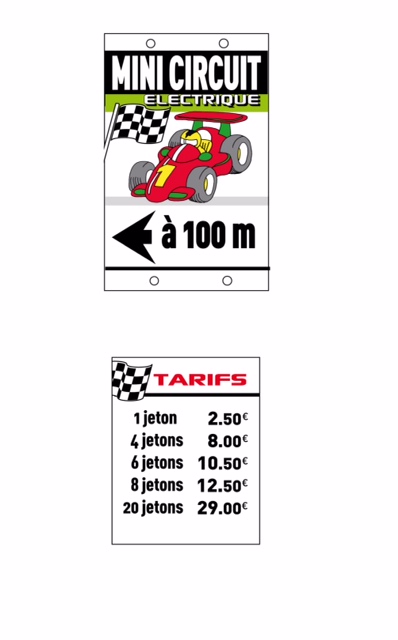 MINI CIRCUIT
ELECTRIQUE
1
à 100 m
TARIFS
1 jeton 2.50€
4 jetons 8.00€
6 jetons 10.50€
8 jetons 12.50€
20 jetons 29.00€